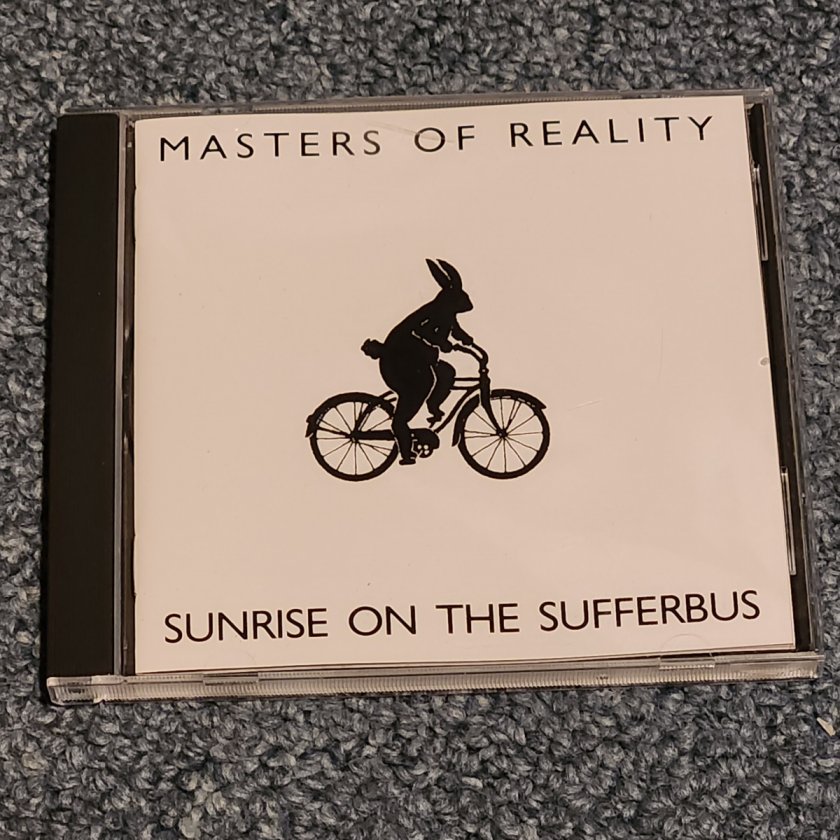 MASTERS OF REALITY
SUNRISE ON THE SUFFERBUS